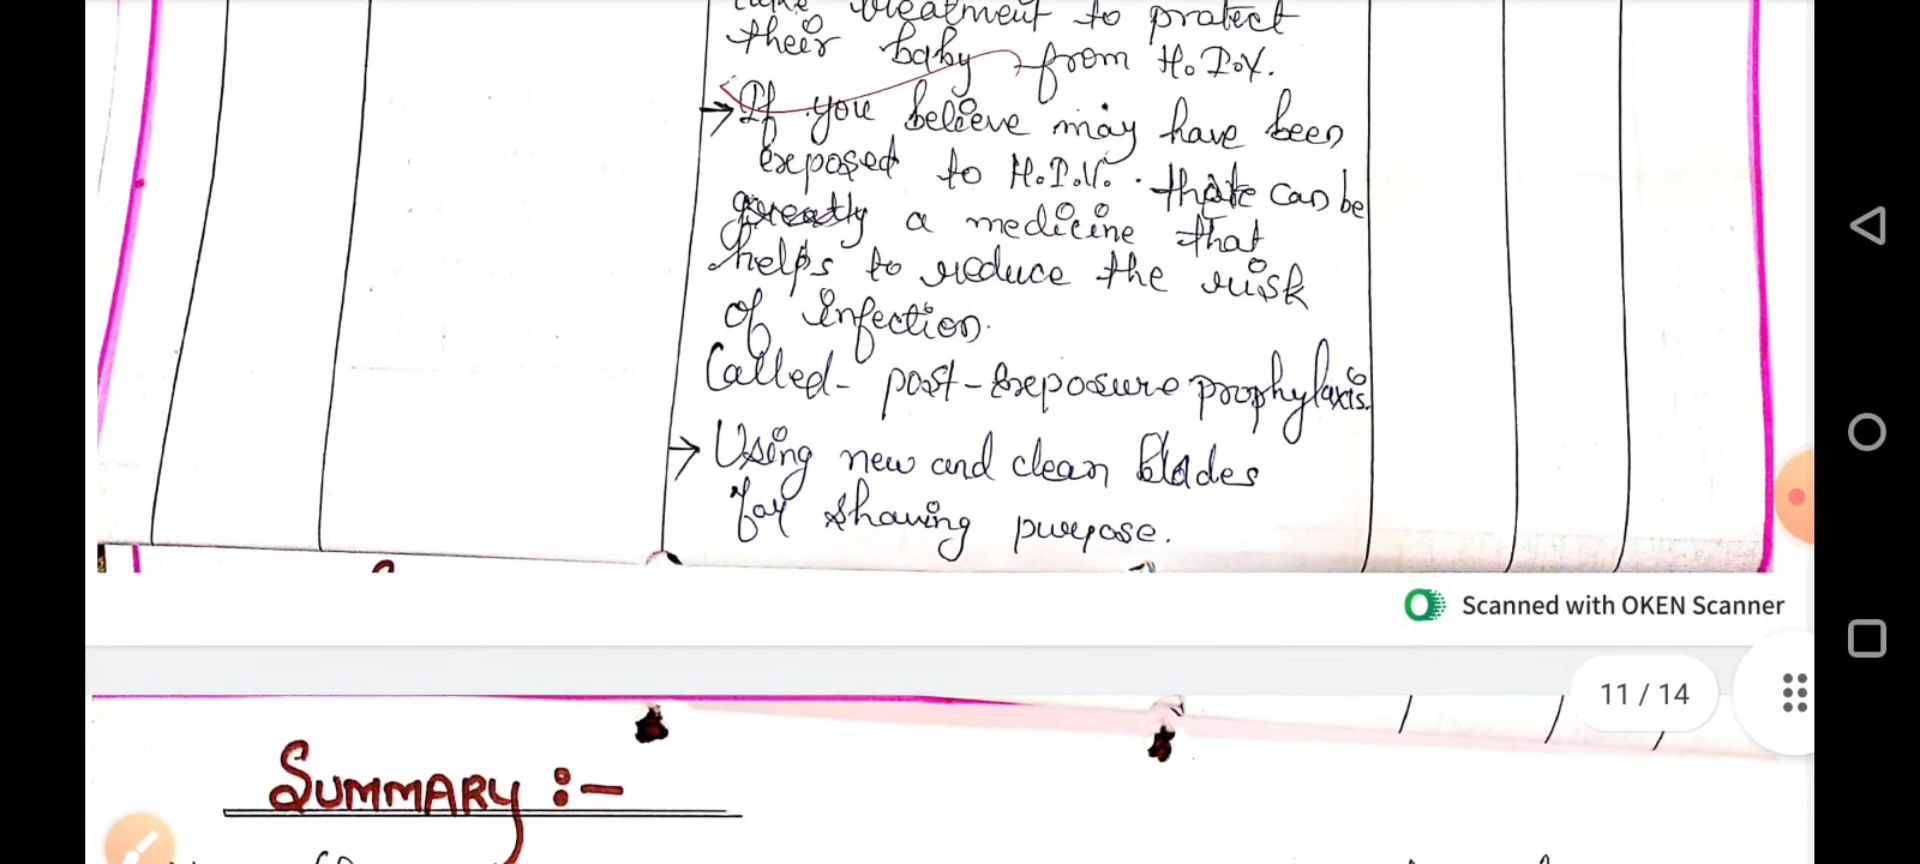 take treatment to protect
their baby from H.I.V.
→ If you believe may have been
exposed to H.I.V. . there can be
greatly a medicine that
helps to reduce the risk
of infection.
Called - post-exposure prophylaxis.
→ Using new and clean blades
for shaving purpose.
Scanned with OKEN Scanner
11 / 14
SUMMARY :-